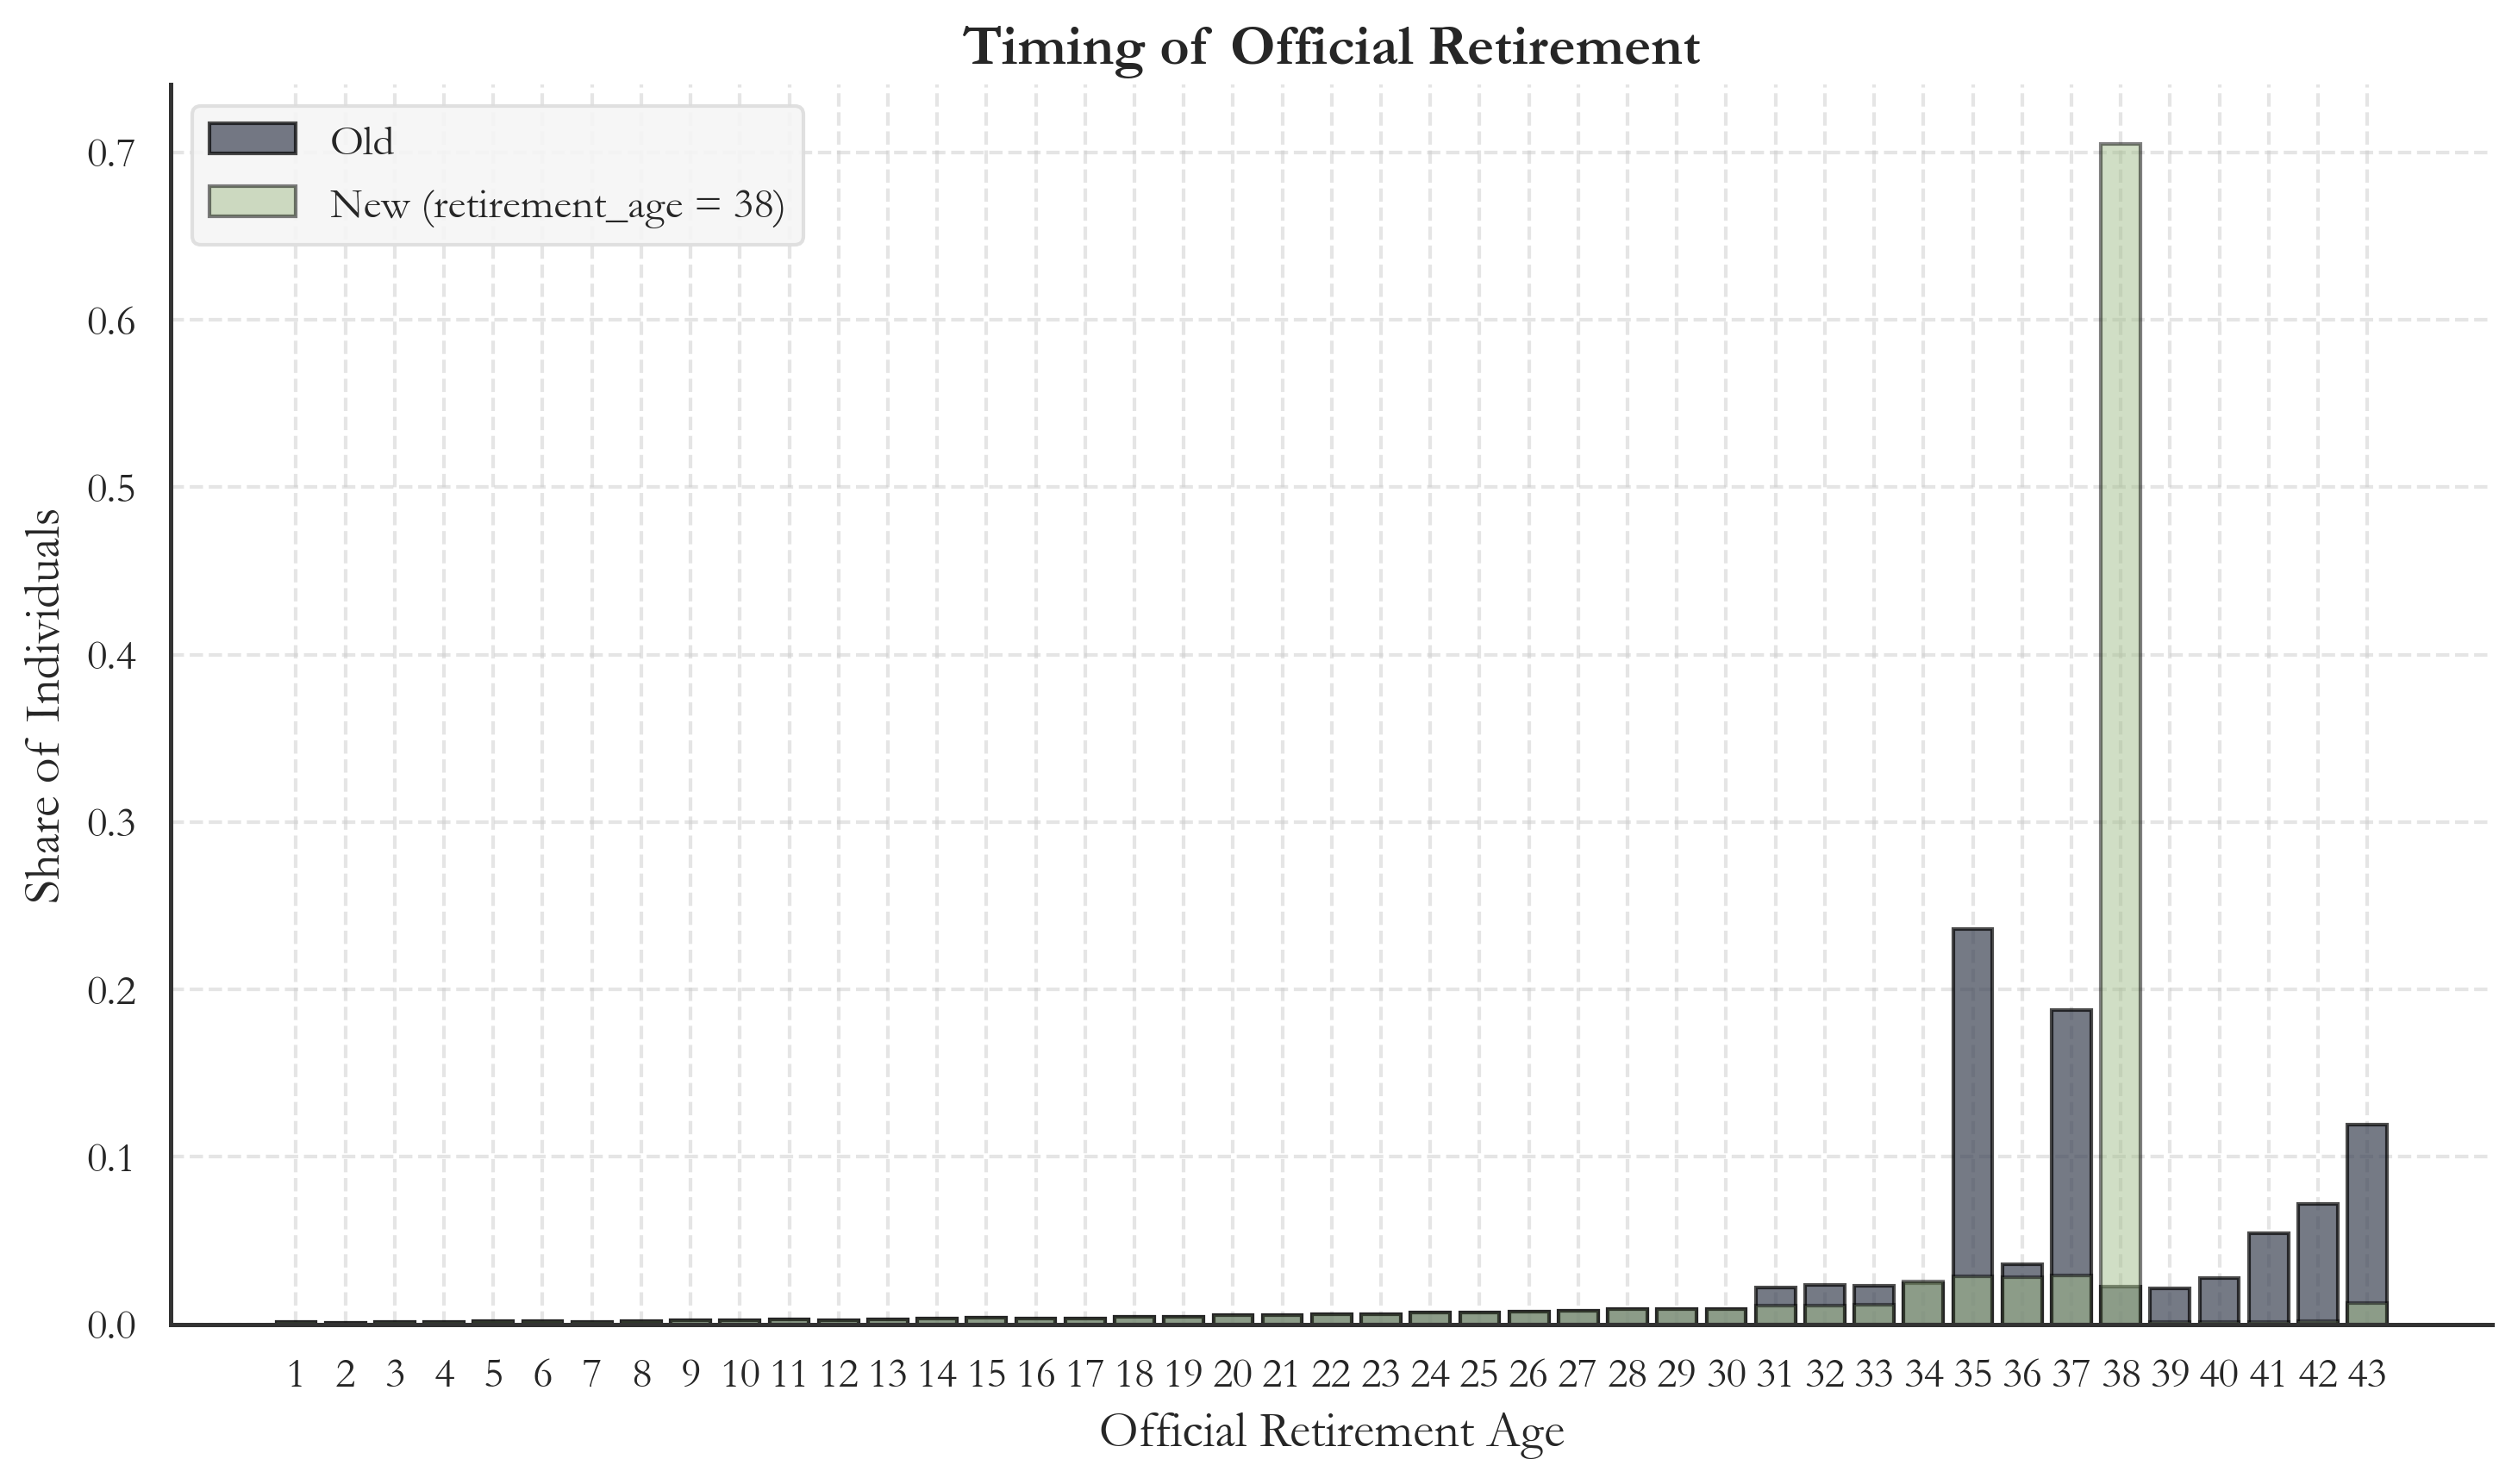 Timing of Official Retirement
Old
New (retirement_age = 38)
Share of Individuals
0.7
0.6
0.5
0.4
0.3
0.2
0.1
0.0
1 2 3 4 5 6 7 8 9 10 11 12 13 14 15 16 17 18 19 20 21 22 23 24 25 26 27 28 29 30 31 32 33 34 35 36 37 38 39 40 41 42 43
Official Retirement Age